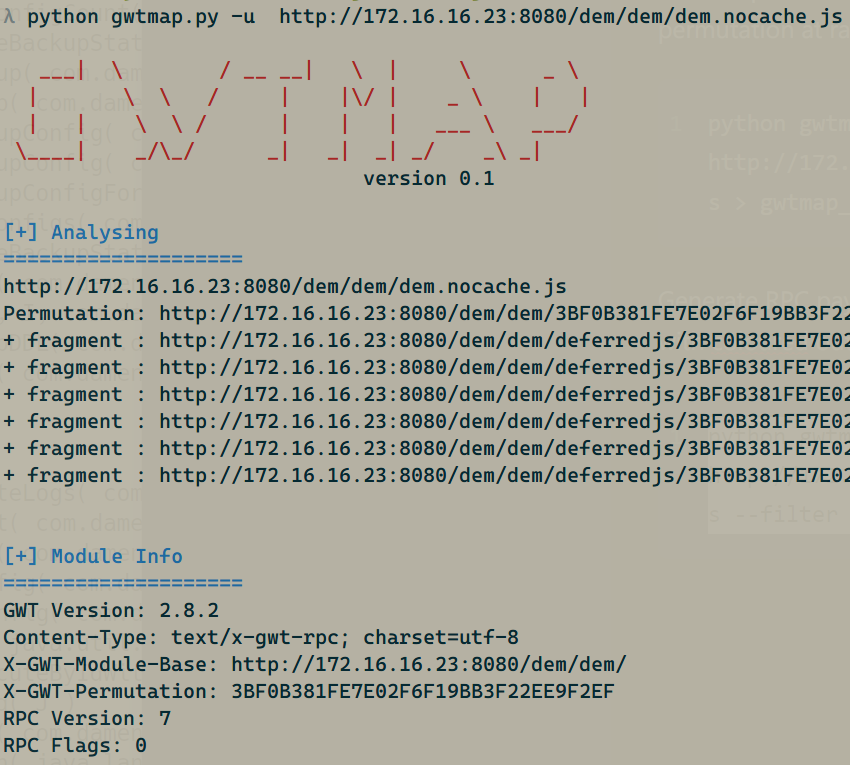 λ python gwtmap.py -u  http://172.16.16.23:8080/dem/dem/dem.nocache.js
GWTMAP
version 0.1
[+] Analysing
====================
http://172.16.16.23:8080/dem/dem/dem.nocache.js
Permutation: http://172.16.16.23:8080/dem/dem/3BF0B381FE7E02F6F19BB3F22
+ fragment : http://172.16.16.23:8080/dem/dem/deferredjs/3BF0B381FE7E02
+ fragment : http://172.16.16.23:8080/dem/dem/deferredjs/3BF0B381FE7E02
+ fragment : http://172.16.16.23:8080/dem/dem/deferredjs/3BF0B381FE7E02
+ fragment : http://172.16.16.23:8080/dem/dem/deferredjs/3BF0B381FE7E02
+ fragment : http://172.16.16.23:8080/dem/dem/deferredjs/3BF0B381FE7E02
+ fragment : http://172.16.16.23:8080/dem/dem/deferredjs/3BF0B381FE7E02
[+] Module Info
====================
GWT Version: 2.8.2
Content-Type: text/x-gwt-rpc; charset=utf-8
X-GWT-Module-Base: http://172.16.16.23:8080/dem/dem/
X-GWT-Permutation: 3BF0B381FE7E02F6F19BB3F22EE9F2EF
RPC Version: 7
RPC Flags: 0